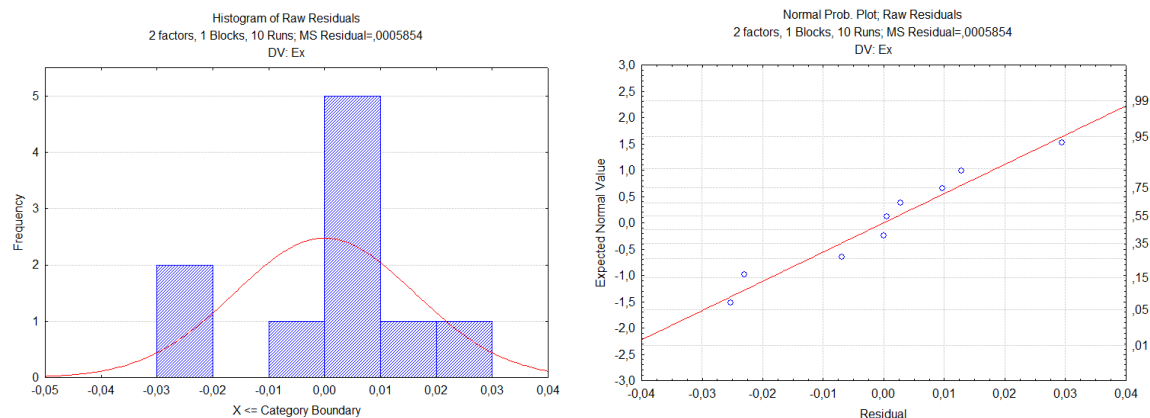 Histogram of Raw Residuals
2 factors, 1 Blocks, 10 Runs; MS Residual=,0005854
DV: Ex
5
4
3
2
1
0
Frequency
-0,05 -0,04 -0,03 -0,02 -0,01 0,00 0,01 0,02 0,03 0,04
X <= Category Boundary
Normal Prob. Plot; Raw Residuals
2 factors, 1 Blocks, 10 Runs; MS Residual=,0005854
DV: Ex
3,0
2,5
2,0
1,5
1,0
0,5
0,0
-0,5
-1,0
-1,5
-2,0
-2,5
-3,0
Expected Normal Value
,99
,95
,75
,55
,35
,15
,05
,01
-0,04 -0,03 -0,02 -0,01 0,00 0,01 0,02 0,03 0,04
Residual